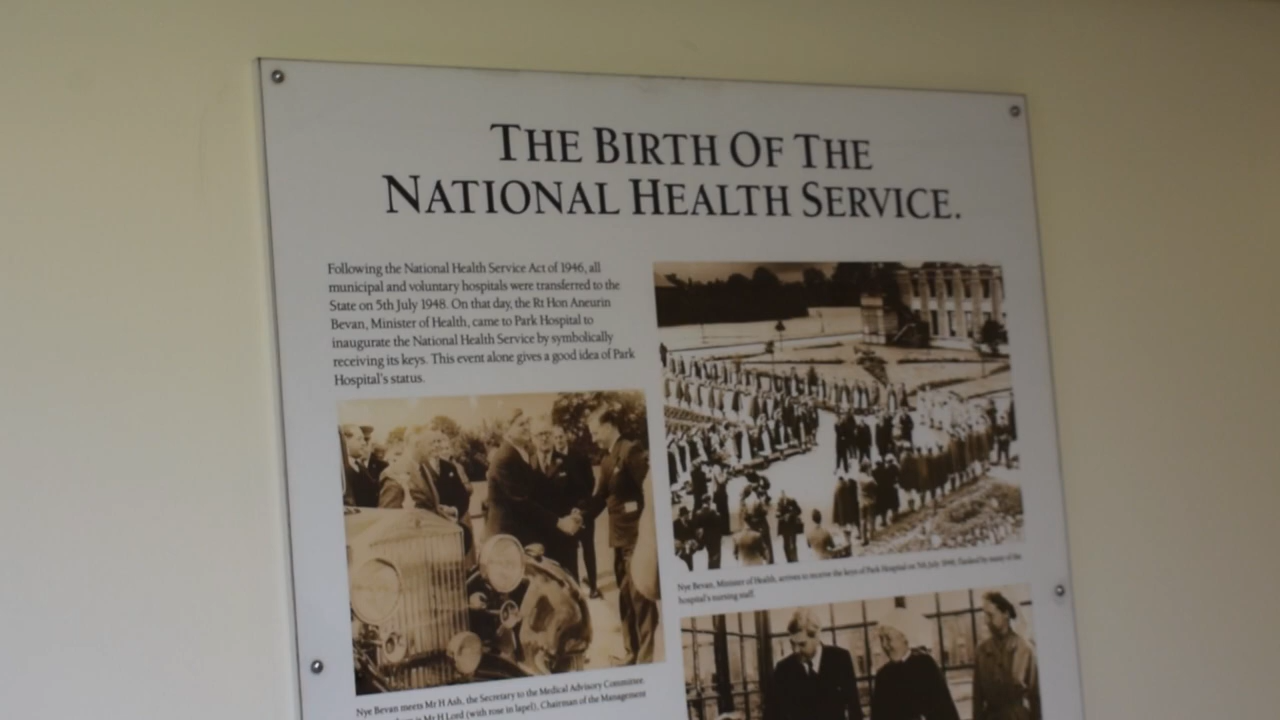 THE BIRTH OF THE
NATIONAL HEALTH SERVICE.
Following the National Health Service Act of 1946, all
municipal and voluntary hospitals were transferred to the
State on 5th July 1948. On that day, the Rt Hon Aneurin
Bevan, Minister of Health, came to Park Hospital to
inaugurate the National Health Service by symbolically
receiving its keys. This event alone gives a good idea of Park
Hospital's status.
Nye Bevan meets Mr H Ash, the Secretary to the Medical Advisory Committee.
is Mr H Lord (with rose in lapel), Chairman of the Management
Nye Bevan, Minister of Health, arrives to receive the keys of Park Hospital on 5th July 1948, flanked by many of the
hospital's nursing staff.